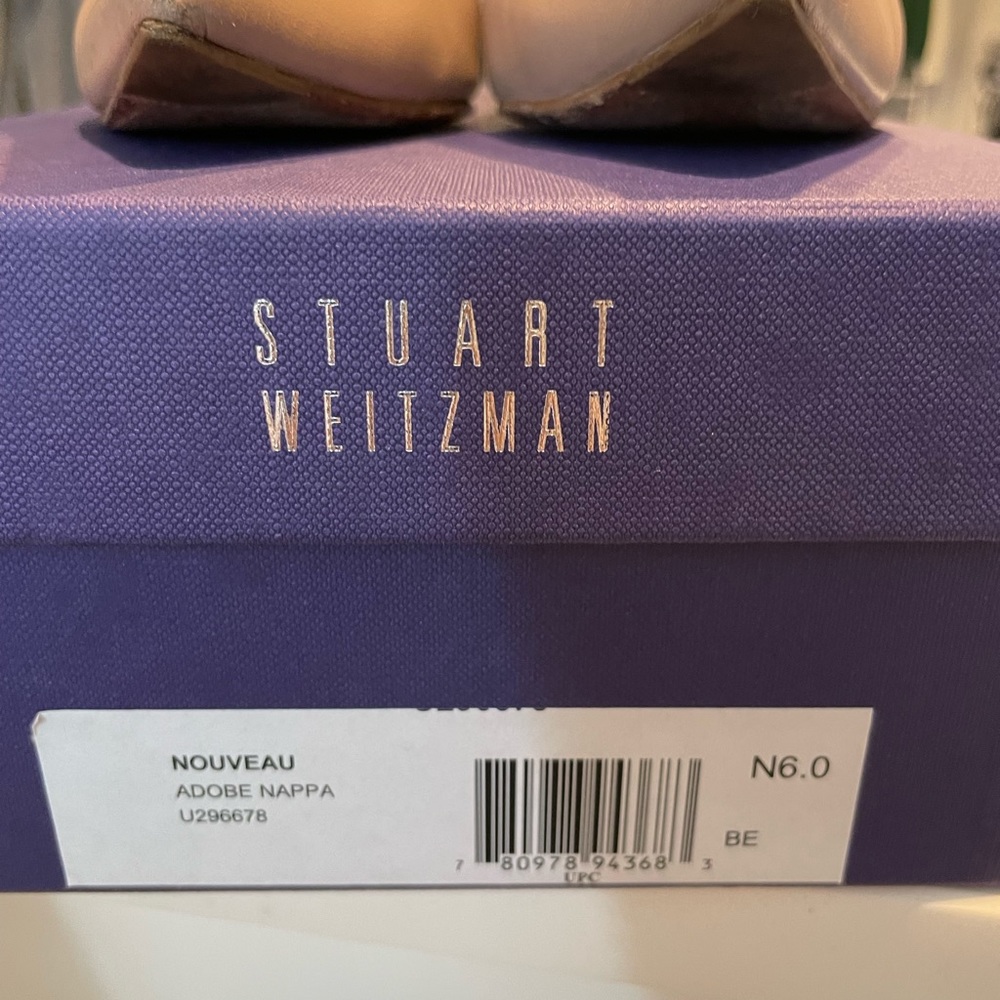 STUART
WEITZMAN
NOUVEAU
ADOBE NAPPA
U296678
N6.0
BE
7 80978 94368 3
UPC